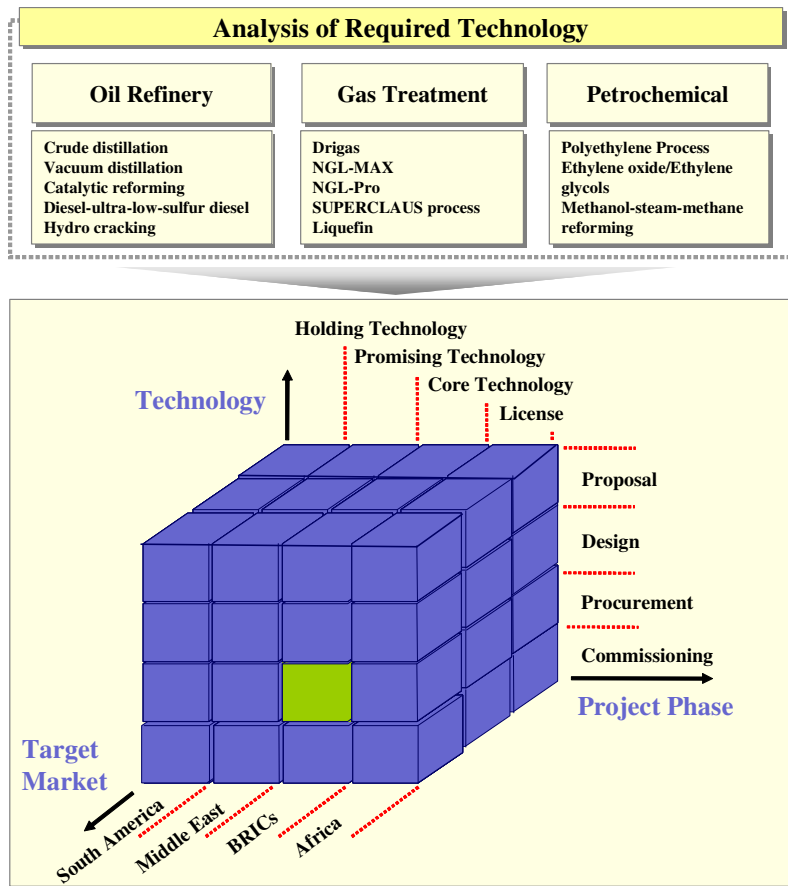 Analysis of Required Technology
Oil Refinery
Crude distillation
Vacuum distillation
Catalytic reforming
Diesel-ultra-low-sulfur diesel
Hydro cracking
Gas Treatment
Drigas
NGL-MAX
NGL-Pro
SUPERCLAUS process
Liquefin
Petrochemical
Polyethylene Process
Ethylene oxide/Ethylene
glycols
Methanol-steam-methane
reforming
Holding Technology
Promising Technology
Core Technology
License
Technology
Proposal
Design
Procurement
Commissioning
Project Phase
Target
Market
South America
Middle East
BRICs
Africa